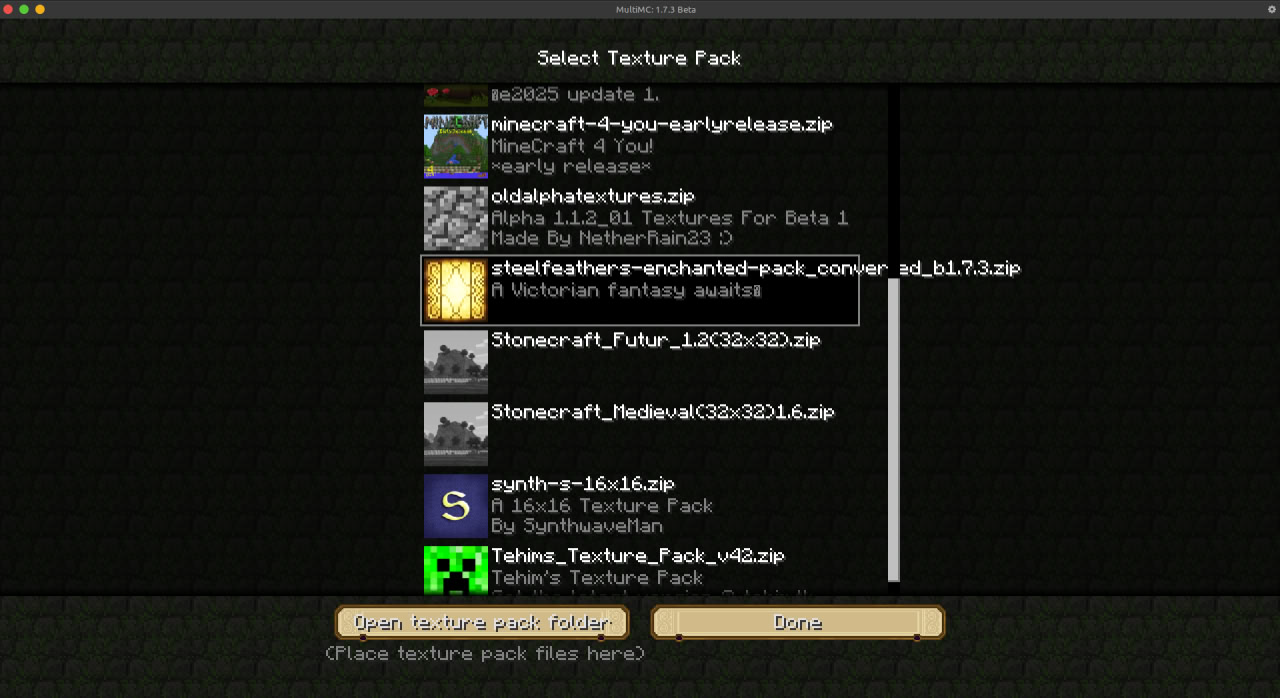 MultiMC: 1.7.3 Beta
Select Texture Pack
e2025 update 1.
minecraft-4-you-earlyrelease.zip
MineCraft 4 You!
*early release*
oldalphatextures.zip
Alpha 1.1.2_01 Textures For Beta 1
Made By NetherRain23 :)
steelfeathers-enchanted-pack_converted_b1.7.3.zip
A Victorian fantasy awaits
Stonecraft_Futur_1.2(32x32).zip
Stonecraft_Medieval(32x32)1.6.zip
synth-s-16x16.zip
S
A 16x16 Texture Pack
By SynthwaveMan
Tehims_Texture_Pack_v42.zip
Tehim's Texture Pack
Open texture pack folder
Done
(Place texture pack files here)